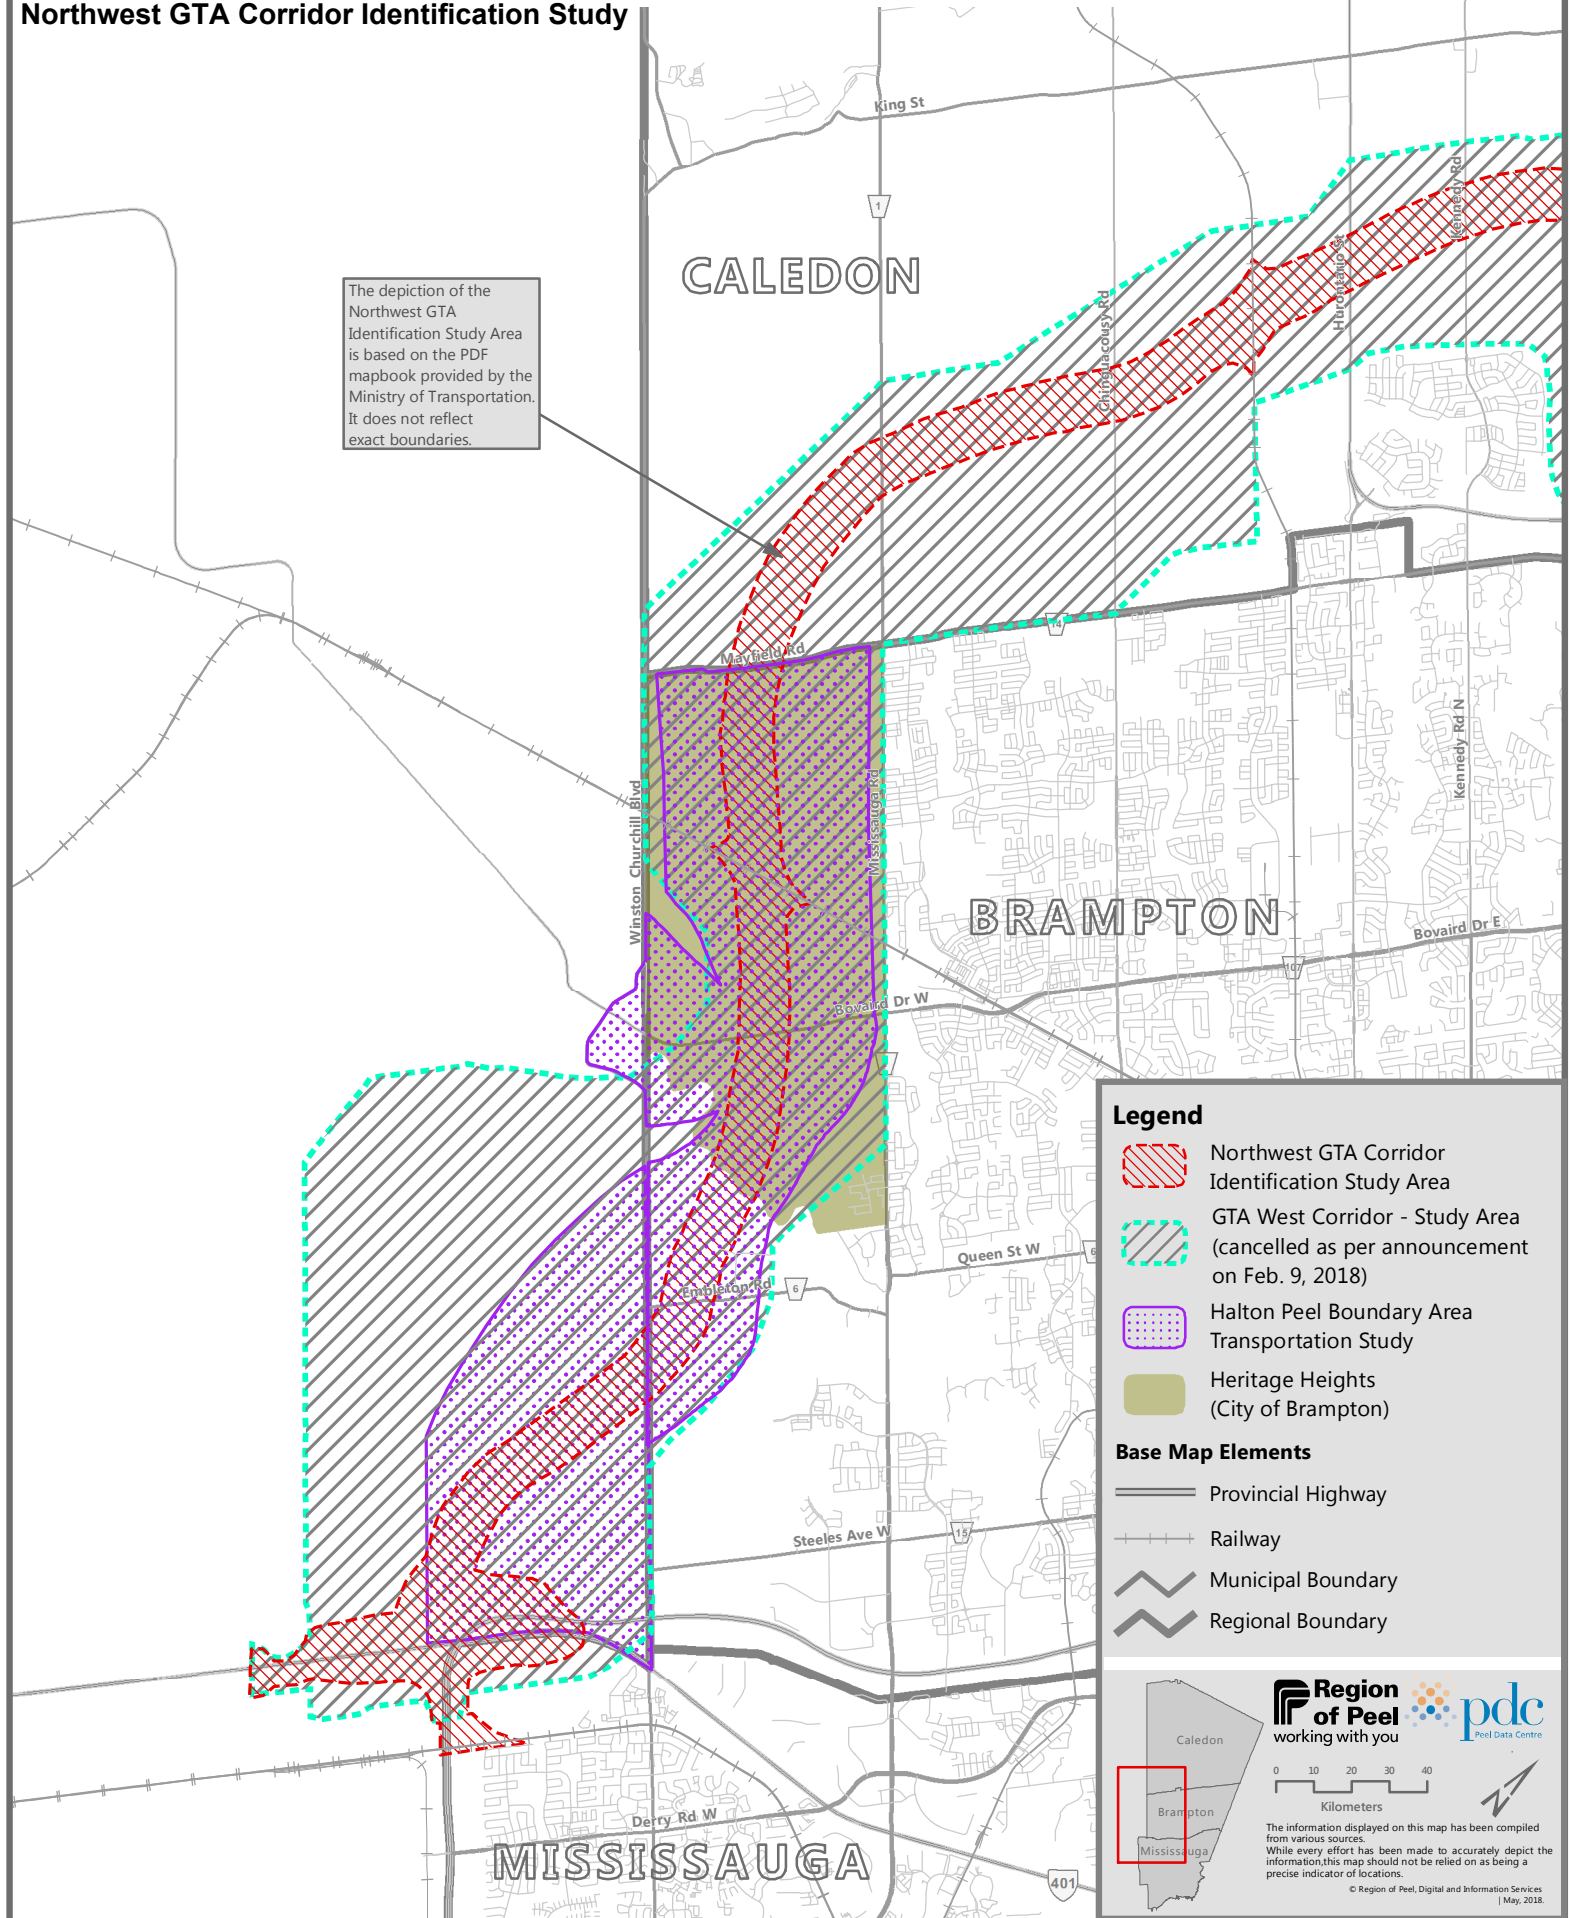 Northwest GTA Corridor Identification Study
King St
1
CALEDON
Kennedy Rd
Hurontario St
Chinguacousy Rd
The depiction of the
Northwest GTA
Identification Study Area
is based on the PDF
mapbook provided by the
Ministry of Transportation.
It does not reflect
exact boundaries.
14
Mayfield Rd
Winston Churchill Blvd
Mississauga Rd
Kennedy Rd N
BRAMPTON
Bovaird Dr E
107
Bovaird Dr W
Queen St W
6
Embleton Rd
6
Steeles Ave W
15
Derry Rd W
MISSISSAUGA
401
Legend
Northwest GTA Corridor
Identification Study Area
GTA West Corridor - Study Area
(cancelled as per announcement
on Feb. 9, 2018)
Halton Peel Boundary Area
Transportation Study
Heritage Heights
(City of Brampton)
Base Map Elements
Provincial Highway
Railway
Municipal Boundary
Regional Boundary
Caledon
Brampton
Mississauga
Region
of Peel
working with you
pdc
Peel Data Centre
0 10 20 30 40
Kilometers
The information displayed on this map has been compiled
from various sources.
While every effort has been made to accurately depict the
information,this map should not be relied on as being a
precise indicator of locations.
© Region of Peel, Digital and Information Services
| May, 2018.